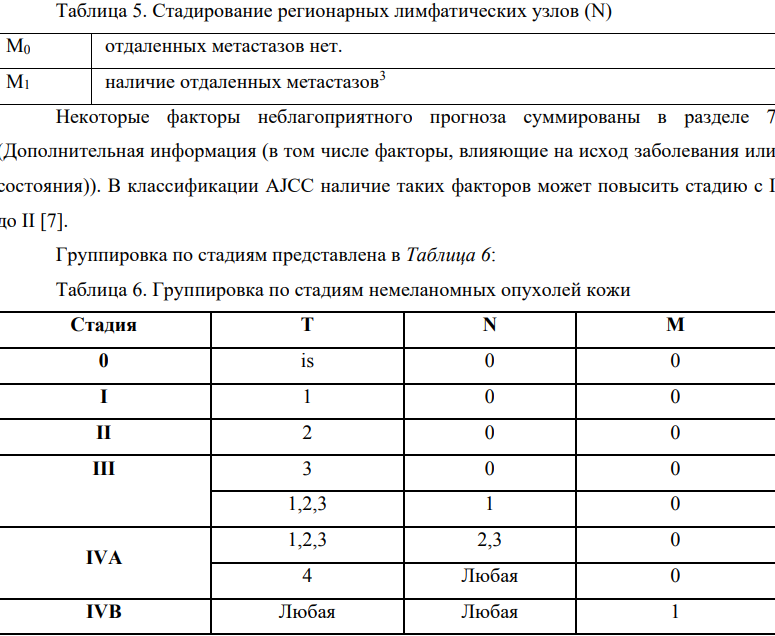 Таблица 5. Стадирование регионарных лимфатических узлов (N)
M0 отдаленных метастазов нет.
M1 наличие отдаленных метастазов3
Некоторые факторы неблагоприятного прогноза суммированы в разделе 7
(Дополнительная информация (в том числе факторы, влияющие на исход заболевания или
состояния)). В классификации AJCC наличие таких факторов может повысить стадию с I
до II [7].
Группировка по стадиям представлена в Таблица 6:
Таблица 6. Группировка по стадиям немеланомных опухолей кожи
Стадия T N M
0 is 0 0
I 1 0 0
II 2 0 0
III 3 0 0
1,2,3 1 0
IVA 1,2,3 2,3 0
4 Любая 0
IVB Любая Любая 1